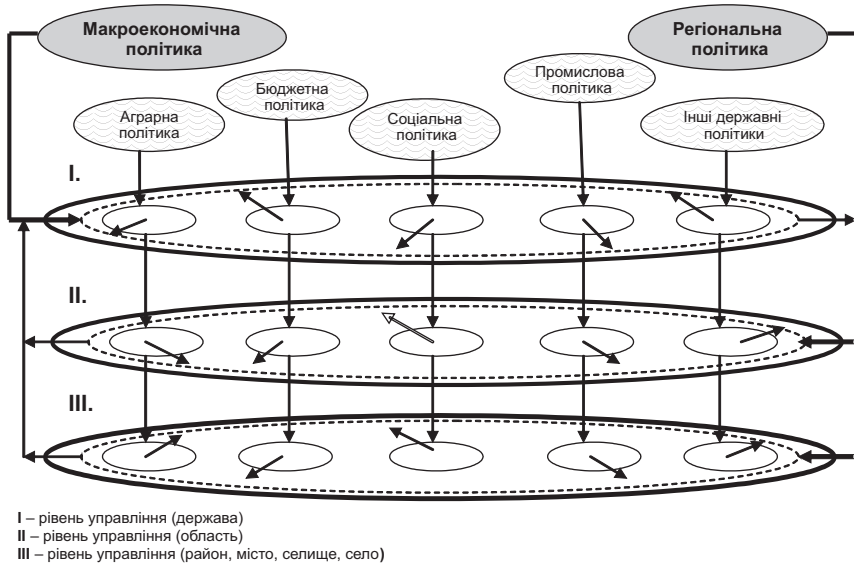 Макроекономічна
політика
Регіональна
політика
Аграрна
політика
Бюджетна
політика
Соціальна
політика
Промислова
політика
Інші державні
політики
I.
II.
III.
I – рівень управління (держава)
II – рівень управління (область)
III – рівень управління (район, місто, селище, село)